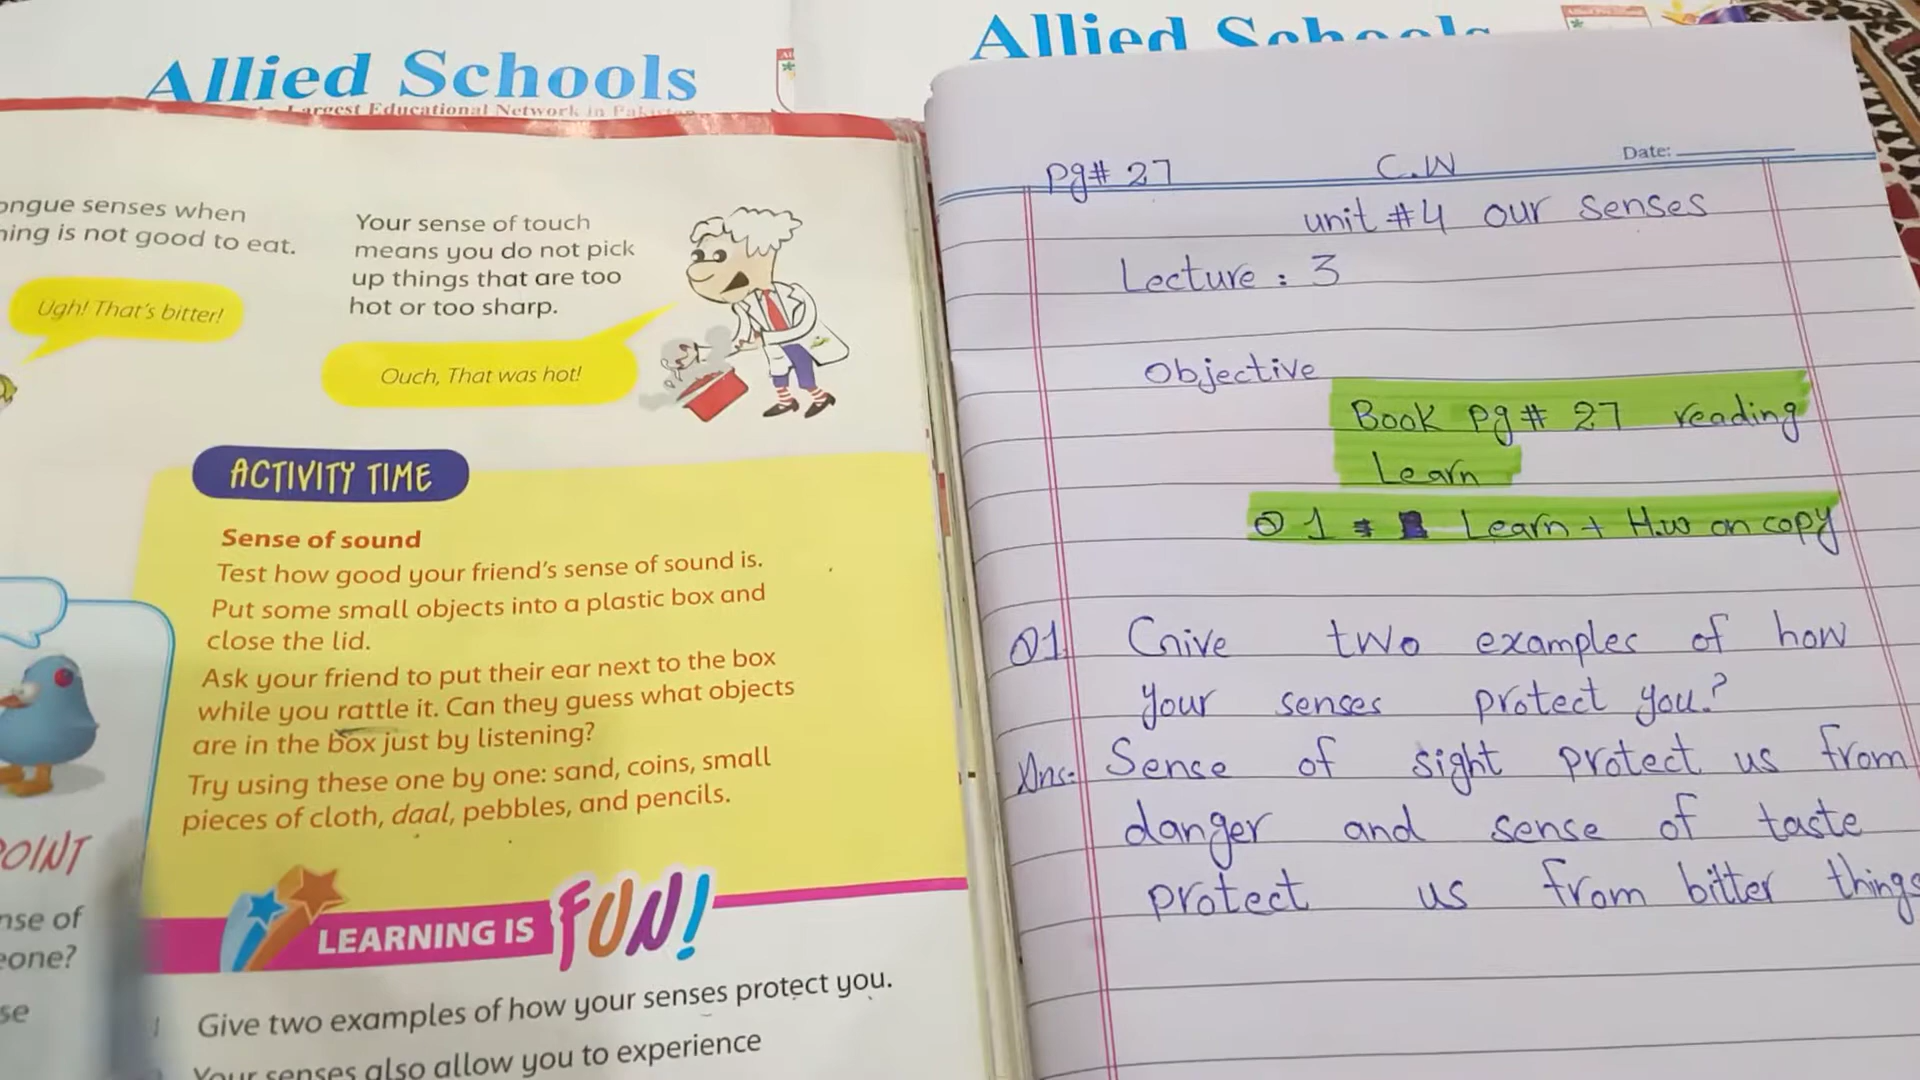 Allied Schools
Largest Educational Network in
Allied Schools
ongue senses when
hing is not good to eat.
Ugh! That's bitter!
Your sense of touch
means you do not pick
up things that are too
hot or too sharp.
Ouch, That was hot!
ACTIVITY TIME
Sense of sound
Test how good your friend's sense of sound is.
Put some small objects into a plastic box and
close the lid.
Ask your friend to put their ear next to the box
while you rattle it. Can they guess what objects
are in the box just by listening?
Try using these one by one: sand, coins, small
pieces of cloth, daal, pebbles, and pencils.
OINT
nse of
eone?
se
LEARNING IS FUN!
1 Give two examples of how your senses protect you.
Your senses also allow you to experience
Pg# 27 C.W Date:
unit #4 our senses
Lecture : 3
Objective
Book Pg# 27 reading
Learn
Q 1 Learn + H.w on copy
Q1 Give two examples of how
your senses protect you?
Ans: Sense of sight protect us from
danger and sense of taste
protect us from bitter things